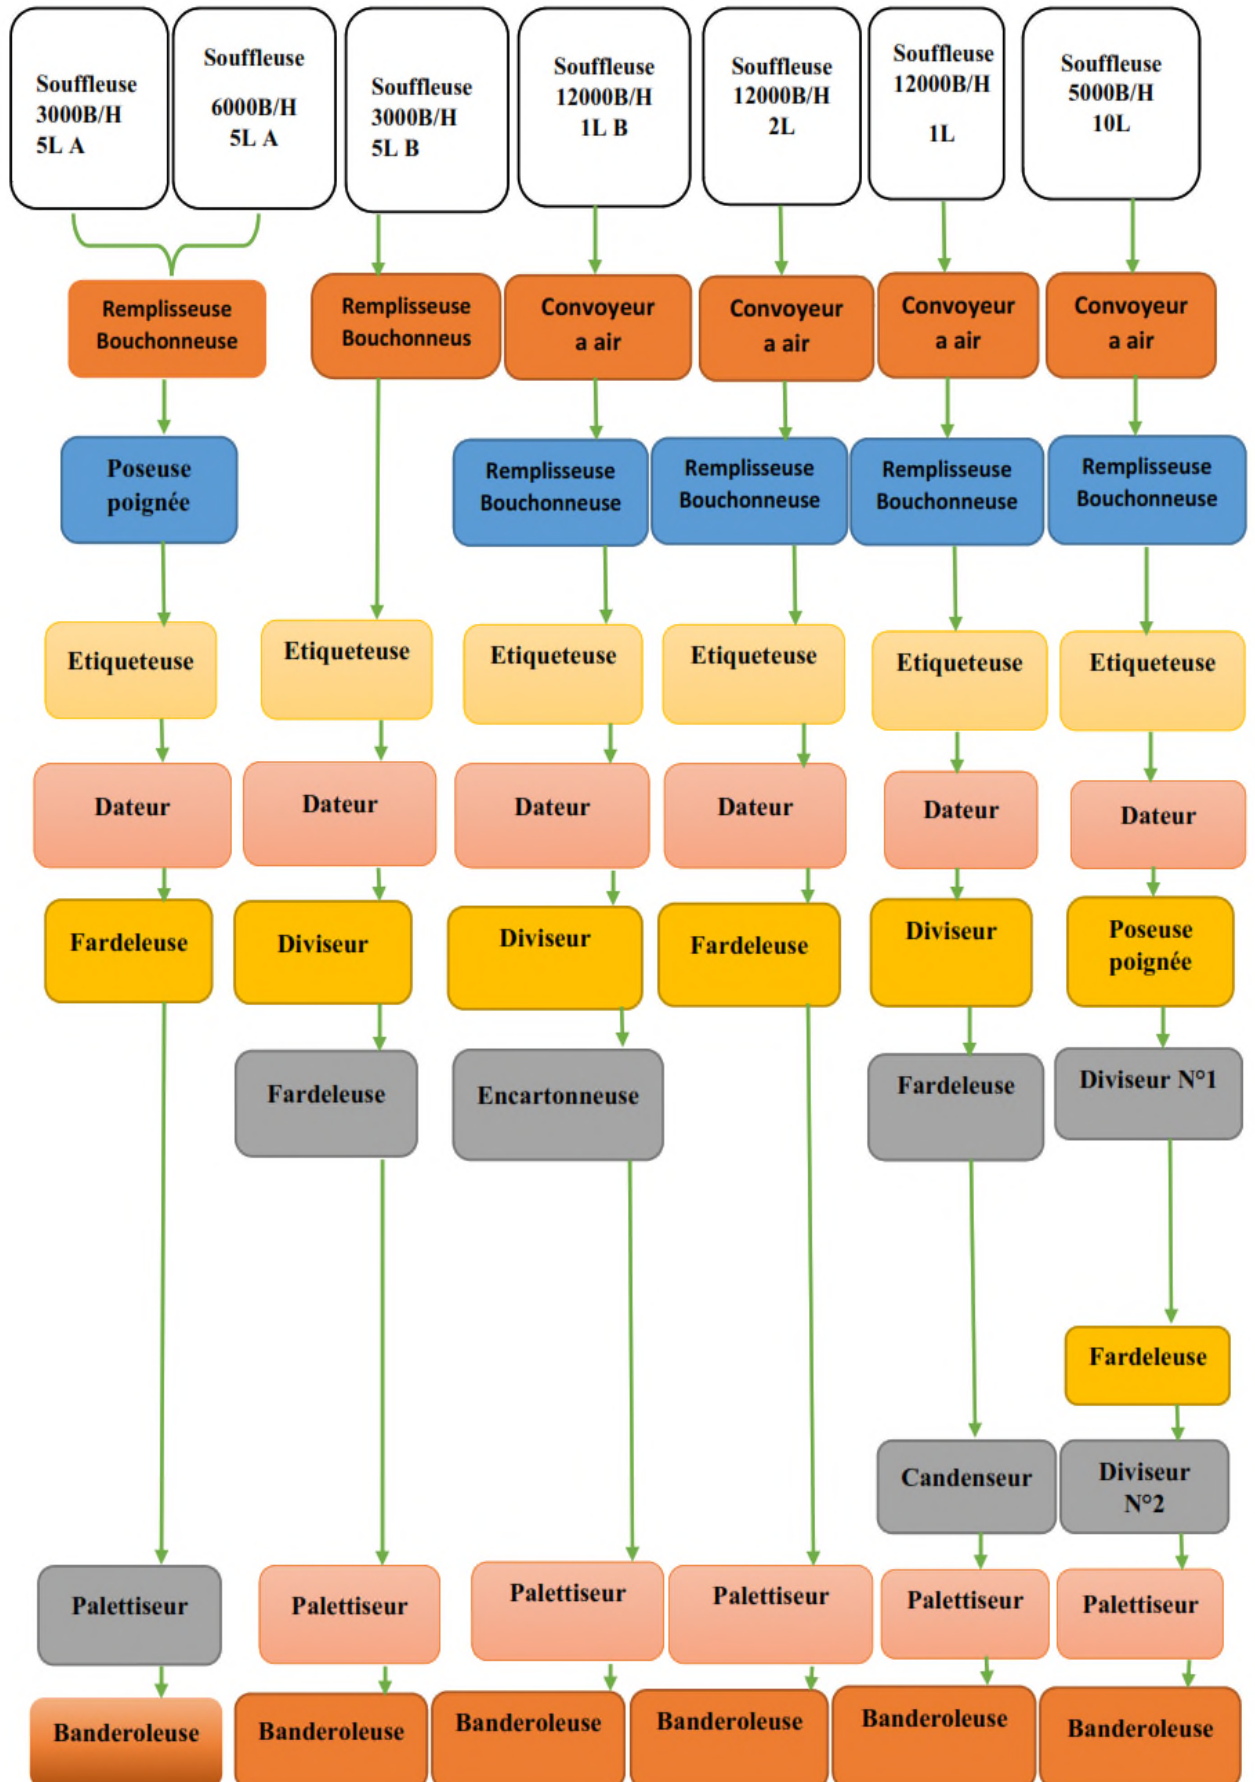 Souffleuse
3000B/H
5L A
Souffleuse
6000B/H
5L A
Souffleuse
3000B/H
5L B
Souffleuse
12000B/H
1L B
Souffleuse
12000B/H
2L
Souffleuse
12000B/H
1L
Souffleuse
5000B/H
10L
Remplisseuse
Bouchonneuse
Remplisseuse
Bouchonneus
Convoyeur
a air
Convoyeur
a air
Convoyeur
a air
Convoyeur
a air
Poseuse
poignée
Remplisseuse
Bouchonneuse
Remplisseuse
Bouchonneuse
Remplisseuse
Bouchonneuse
Remplisseuse
Bouchonneuse
Etiqueteuse
Etiqueteuse
Etiqueteuse
Etiqueteuse
Etiqueteuse
Etiqueteuse
Dateur
Dateur
Dateur
Dateur
Dateur
Dateur
Fardeleuse
Diviseur
Diviseur
Fardeleuse
Diviseur
Poseuse
poignée
Fardeleuse
Encartonneuse
Fardeleuse
Diviseur N°1
Fardeleuse
Candenseur
Diviseur
N°2
Palettiseur
Palettiseur
Palettiseur
Palettiseur
Palettiseur
Palettiseur
Banderoleuse
Banderoleuse
Banderoleuse
Banderoleuse
Banderoleuse
Banderoleuse